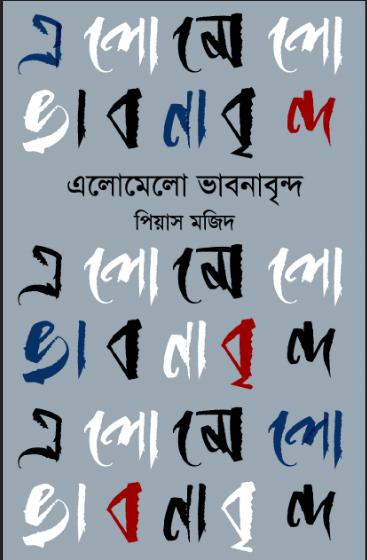 এ লো মে লো
ভা ব না বৃ ন্দ
এলোমেলো ভাবনাবৃন্দ
পিয়াস মজিদ
এ লো মে লো
ভা ব না বৃ ন্দ
এ লো মে লো
ভা ব না বৃ ন্দ